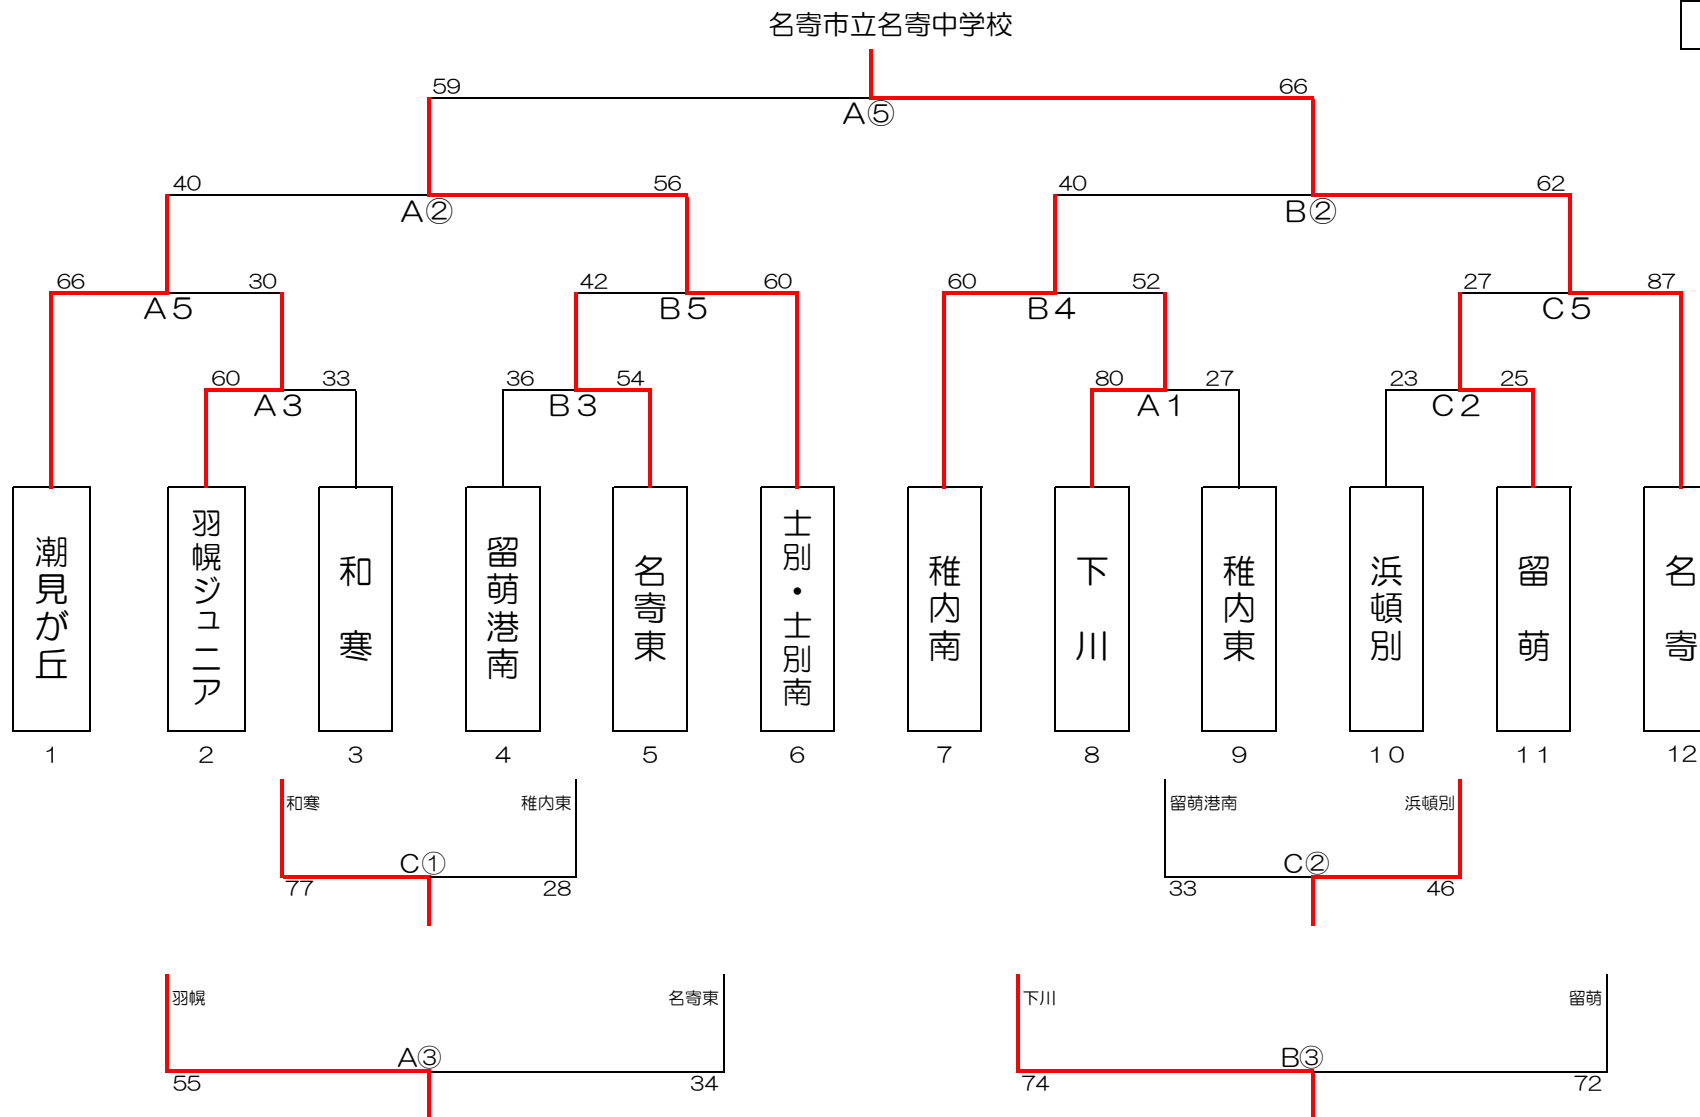 名寄市立名寄中学校
59 66
A⑤
40 56 40 62
A② B②
66 30 42 60 60 52 27 87
A5 B5 B4 C5
60 33 36 54 80 27 23 25
A3 B3 A1 C2
潮見が丘
羽幌ジュニア
和寒
留萌港南
名寄東
士別・士別南
稚内南
下川
稚内東
浜頓別
留萌
名寄
1 2 3 4 5 6 7 8 9 10 11 12
和寒 稚内東 留萌港南 浜頓別
C① C②
77 28 33 46
羽幌 名寄東 下川 留萌
A③ B③
55 34 74 72